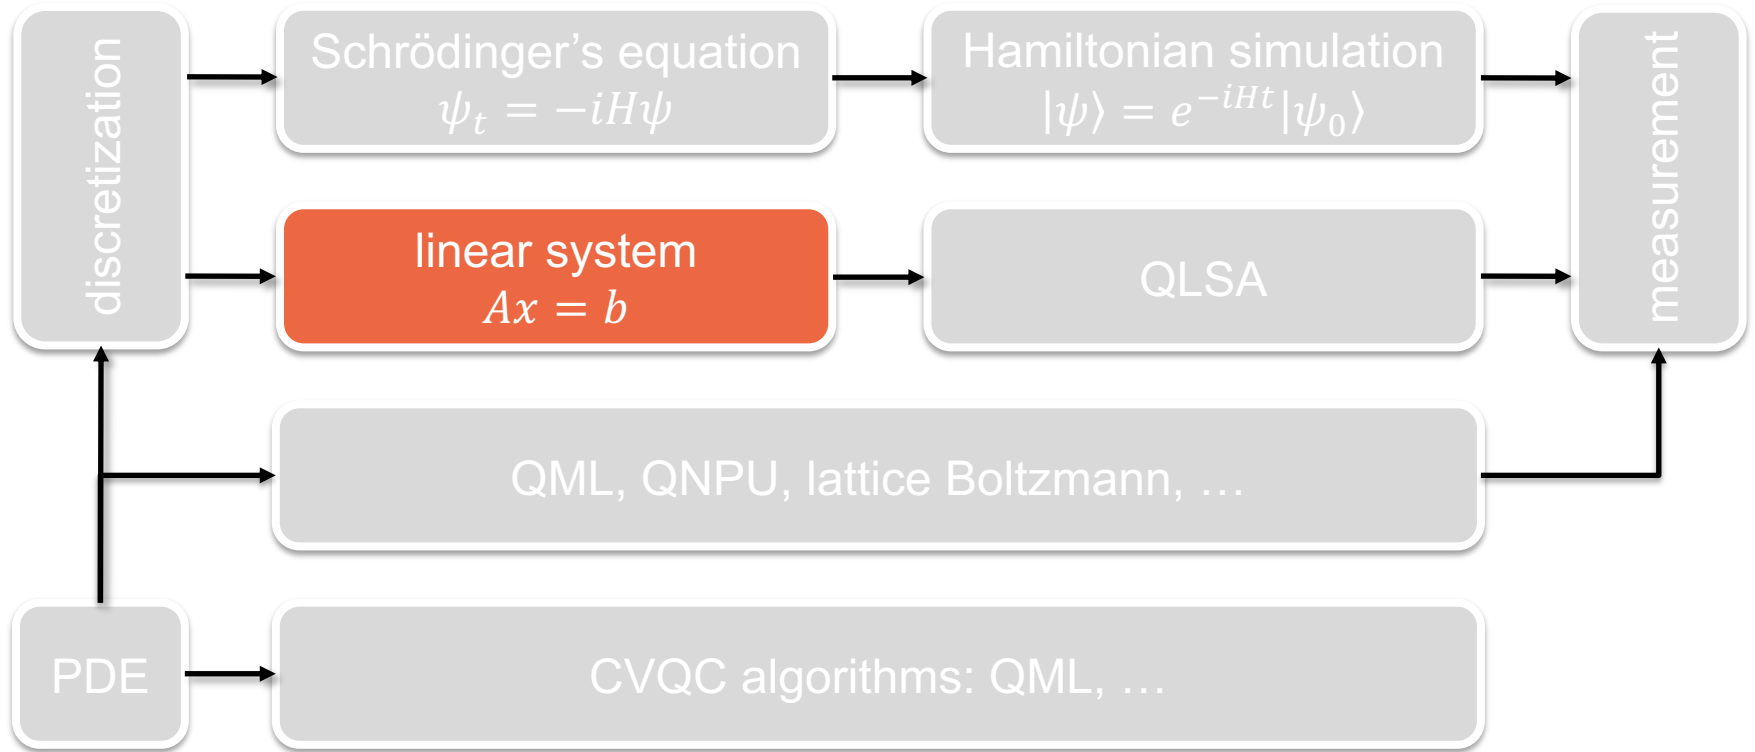 discretization
Schrödinger’s equation
ψ_t = −iHψ
Hamiltonian simulation
|ψ⟩ = e^{−iHt}|ψ_0⟩
measurement
linear system
Ax = b
QLSA
QML, QNPU, lattice Boltzmann, …
PDE
CVQC algorithms: QML, …